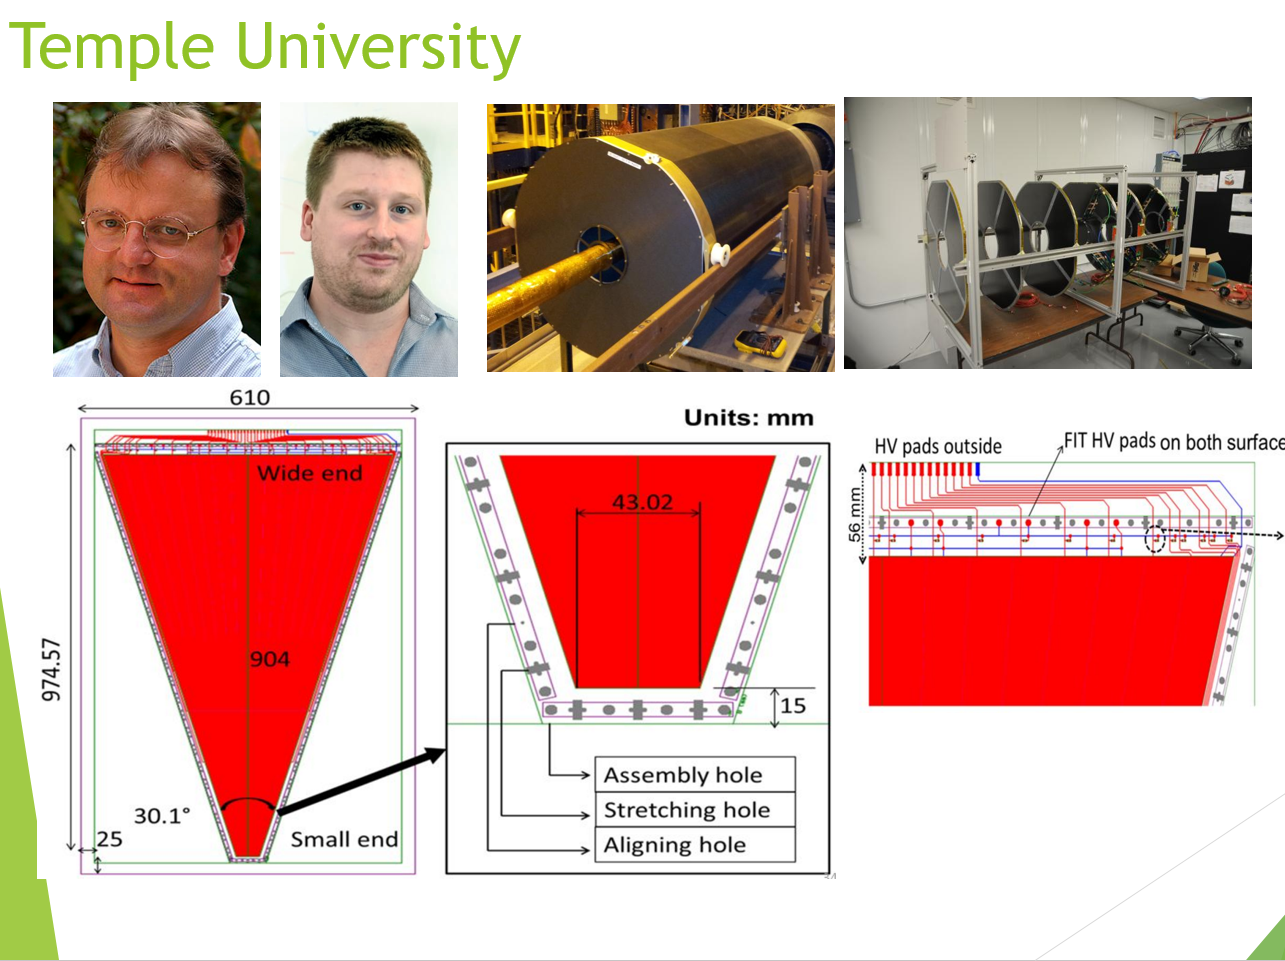 Temple University
610
Wide end
974.57
904
30.1°
25
Small end
Units: mm
43.02
15
Assembly hole
Stretching hole
Aligning hole
HV pads outside
FIT HV pads on both surface
56 mm
34